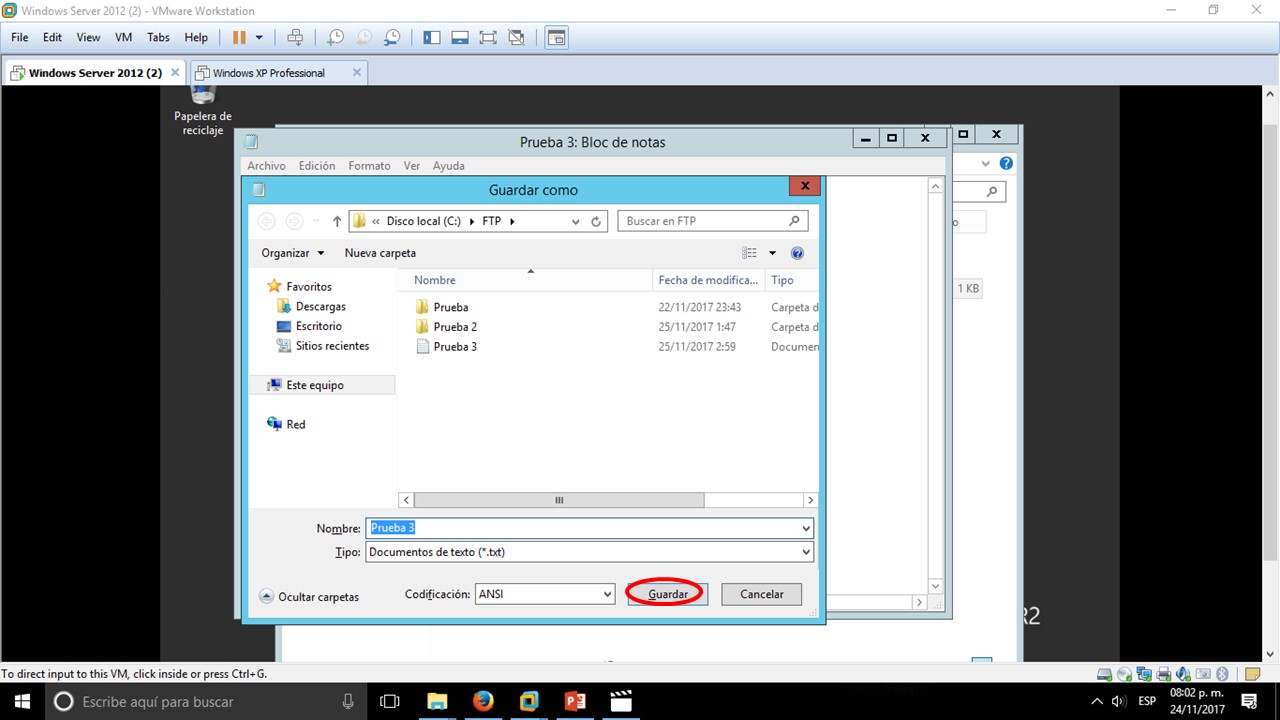 Windows Server 2012 (2) - VMware Workstation
File Edit View VM Tabs Help
Windows Server 2012 (2)
Windows XP Professional
Papelera de
reciclaje
Prueba 3: Bloc de notas
Archivo Edición Formato Ver Ayuda
Guardar como
« Disco local (C:) FTP
Buscar en FTP
Organizar
Nueva carpeta
Nombre Fecha de modifica... Tipo
Favoritos
Descargas
Escritorio
Sitios recientes
Este equipo
Red
Prueba 22/11/2017 23:43 Carpeta d
Prueba 2 25/11/2017 1:47 Carpeta d
Prueba 3 25/11/2017 2:59 Documen
1 KB
Nombre: Prueba 3
Tipo: Documentos de texto (*.txt)
Ocultar carpetas
Codificación: ANSI
Guardar
Cancelar
R2
To direct input to this VM, click inside or press Ctrl+G.
Escribe aquí para buscar
ESP
08:02 p. m.
24/11/2017